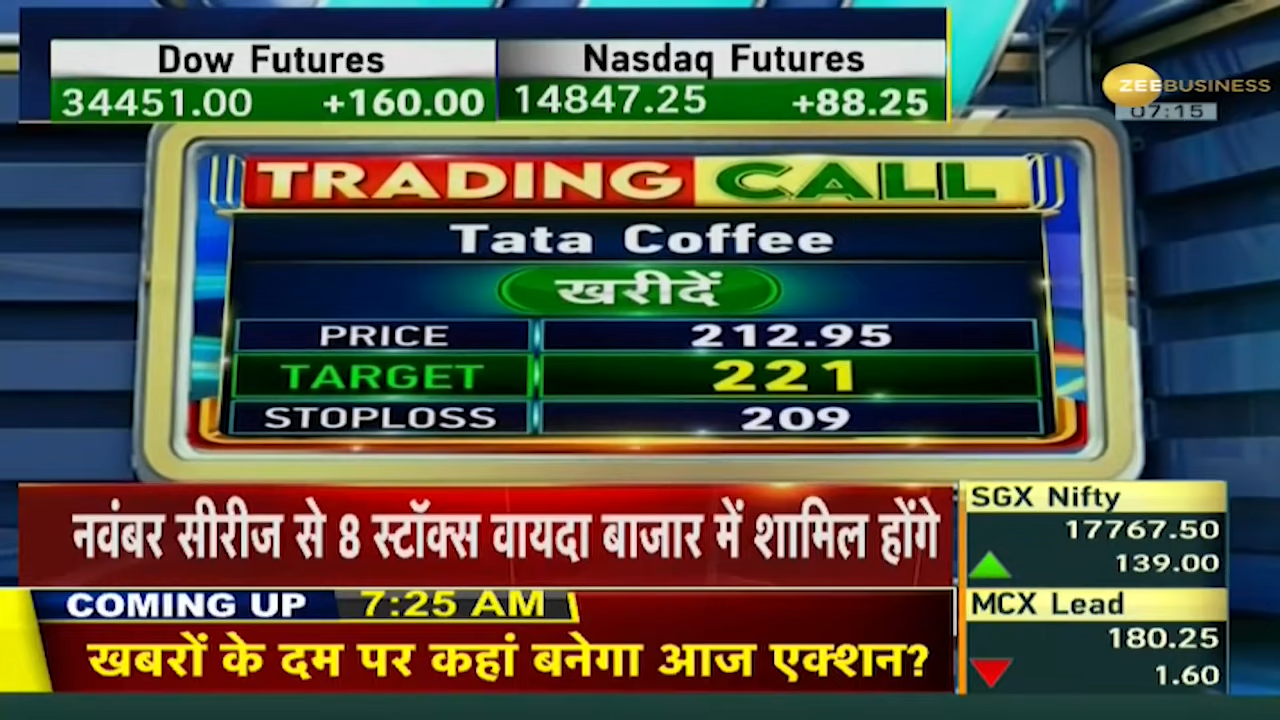 Dow Futures
34451.00 +160.00
Nasdaq Futures
14847.25 +88.25
ZEEBUSINESS
07:15
TRADING CALL
Tata Coffee
खरीदें
PRICE 212.95
TARGET 221
STOPLOSS 209
नवंबर सीरीज से 8 स्टॉक्स वायदा बाजार में शामिल होंगे
COMING UP 7:25 AM
खबरों के दम पर कहां बनेगा आज एक्शन?
SGX Nifty
17767.50
139.00
MCX Lead
180.25
1.60